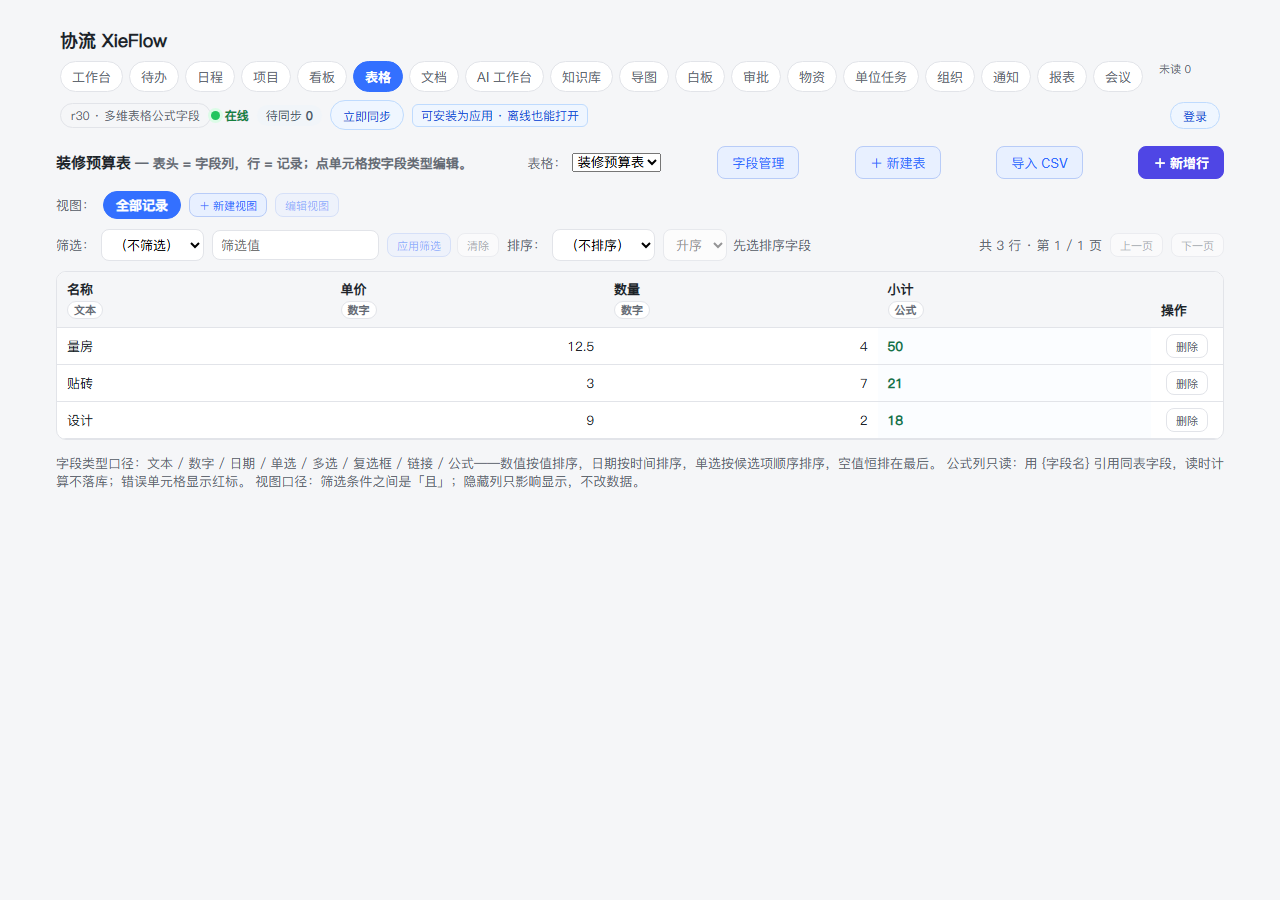 协流 XieFlow
工作台 待办 日程 项目 看板 表格 文档 AI 工作台 知识库 导图 白板 审批 物资 单位任务 组织 通知 报表 会议 未读 0
r30 · 多维表格公式字段 在线 待同步 0 立即同步 可安装为应用 · 离线也能打开 登录
装修预算表 — 表头 = 字段列，行 = 记录；点单元格按字段类型编辑。 表格： 装修预算表 字段管理 ＋ 新建表 导入 CSV ＋ 新增行
视图： 全部记录 ＋ 新建视图 编辑视图
筛选： （不筛选） 筛选值 应用筛选 清除 排序： （不排序） 升序 先选排序字段 共 3 行 · 第 1 / 1 页 上一页 下一页
名称 单价 数量 小计
文本 数字 数字 公式 操作
量房 12.5 4 50 删除
贴砖 3 7 21 删除
设计 9 2 18 删除
字段类型口径：文本 / 数字 / 日期 / 单选 / 多选 / 复选框 / 链接 / 公式——数值按值排序，日期按时间排序，单选按候选项顺序排序，空值恒排在最后。 公式列只读：用 {字段名} 引用同表字段，读时计
算不落库；错误单元格显示红标。 视图口径：筛选条件之间是「且」；隐藏列只影响显示，不改数据。